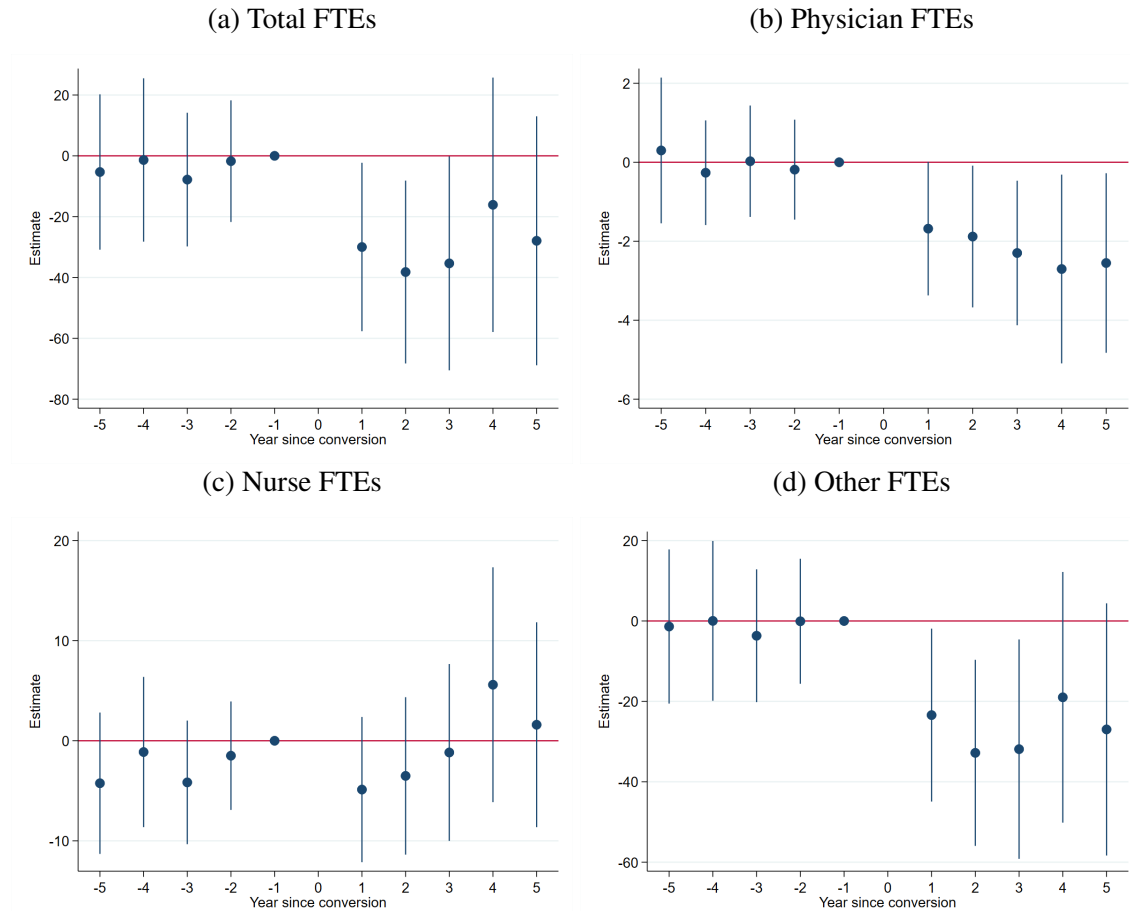 (a) Total FTEs
(b) Physician FTEs
20
0
-20
-40
-60
-80
Estimate
-5 -4 -3 -2 -1 0 1 2 3 4 5
Year since conversion
2
0
-2
-4
-6
Estimate
-5 -4 -3 -2 -1 0 1 2 3 4 5
Year since conversion
(c) Nurse FTEs
(d) Other FTEs
20
10
0
-10
Estimate
-5 -4 -3 -2 -1 0 1 2 3 4 5
Year since conversion
20
0
-20
-40
-60
Estimate
-5 -4 -3 -2 -1 0 1 2 3 4 5
Year since conversion